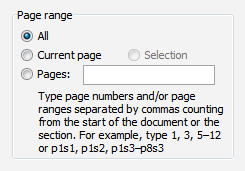 Page range
All
Current page Selection
Pages:
Type page numbers and/or page
ranges separated by commas counting
from the start of the document or the
section. For example, type 1, 3, 5–12
or p1s1, p1s2, p1s3–p8s3